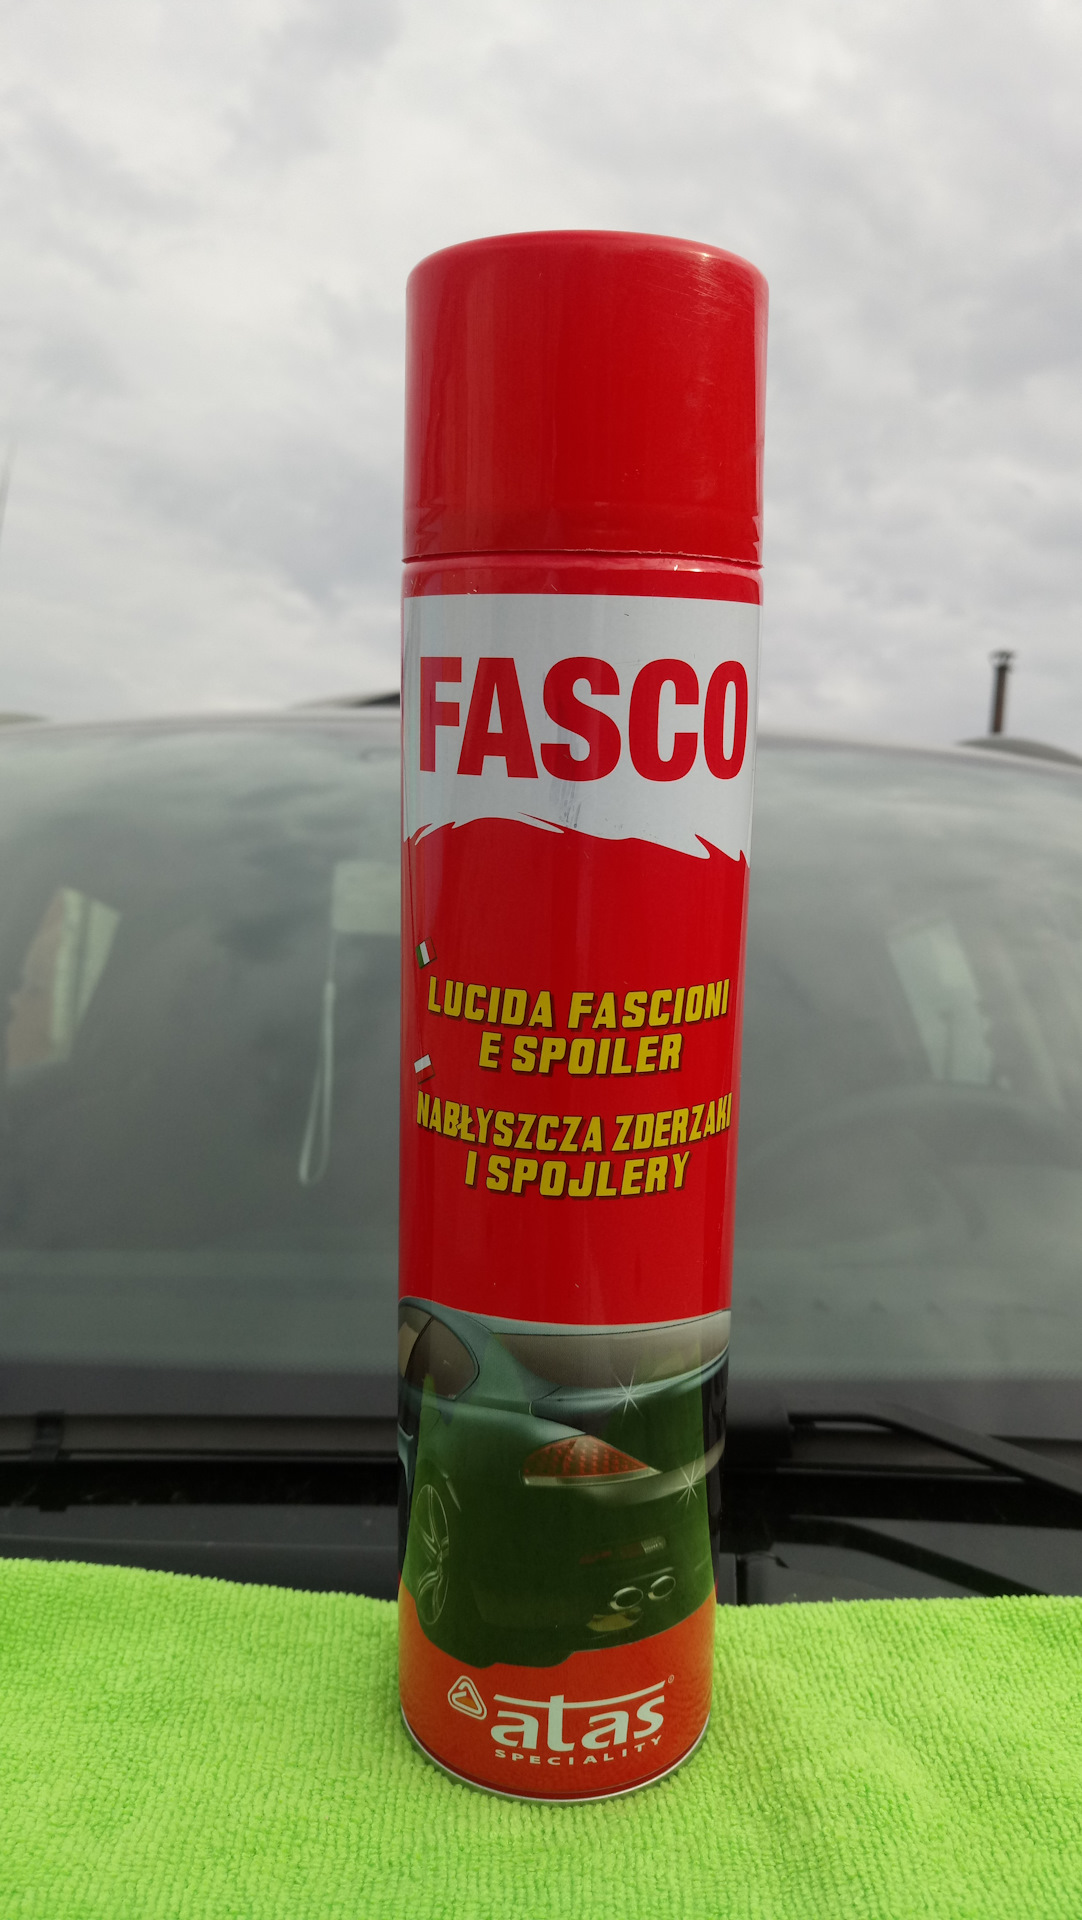 FASCO
LUCIDA FASCIONI
E SPOILER
NABŁYSZCZA ZDERZAKI
I SPOJLERY
atas®
SPECIALITY